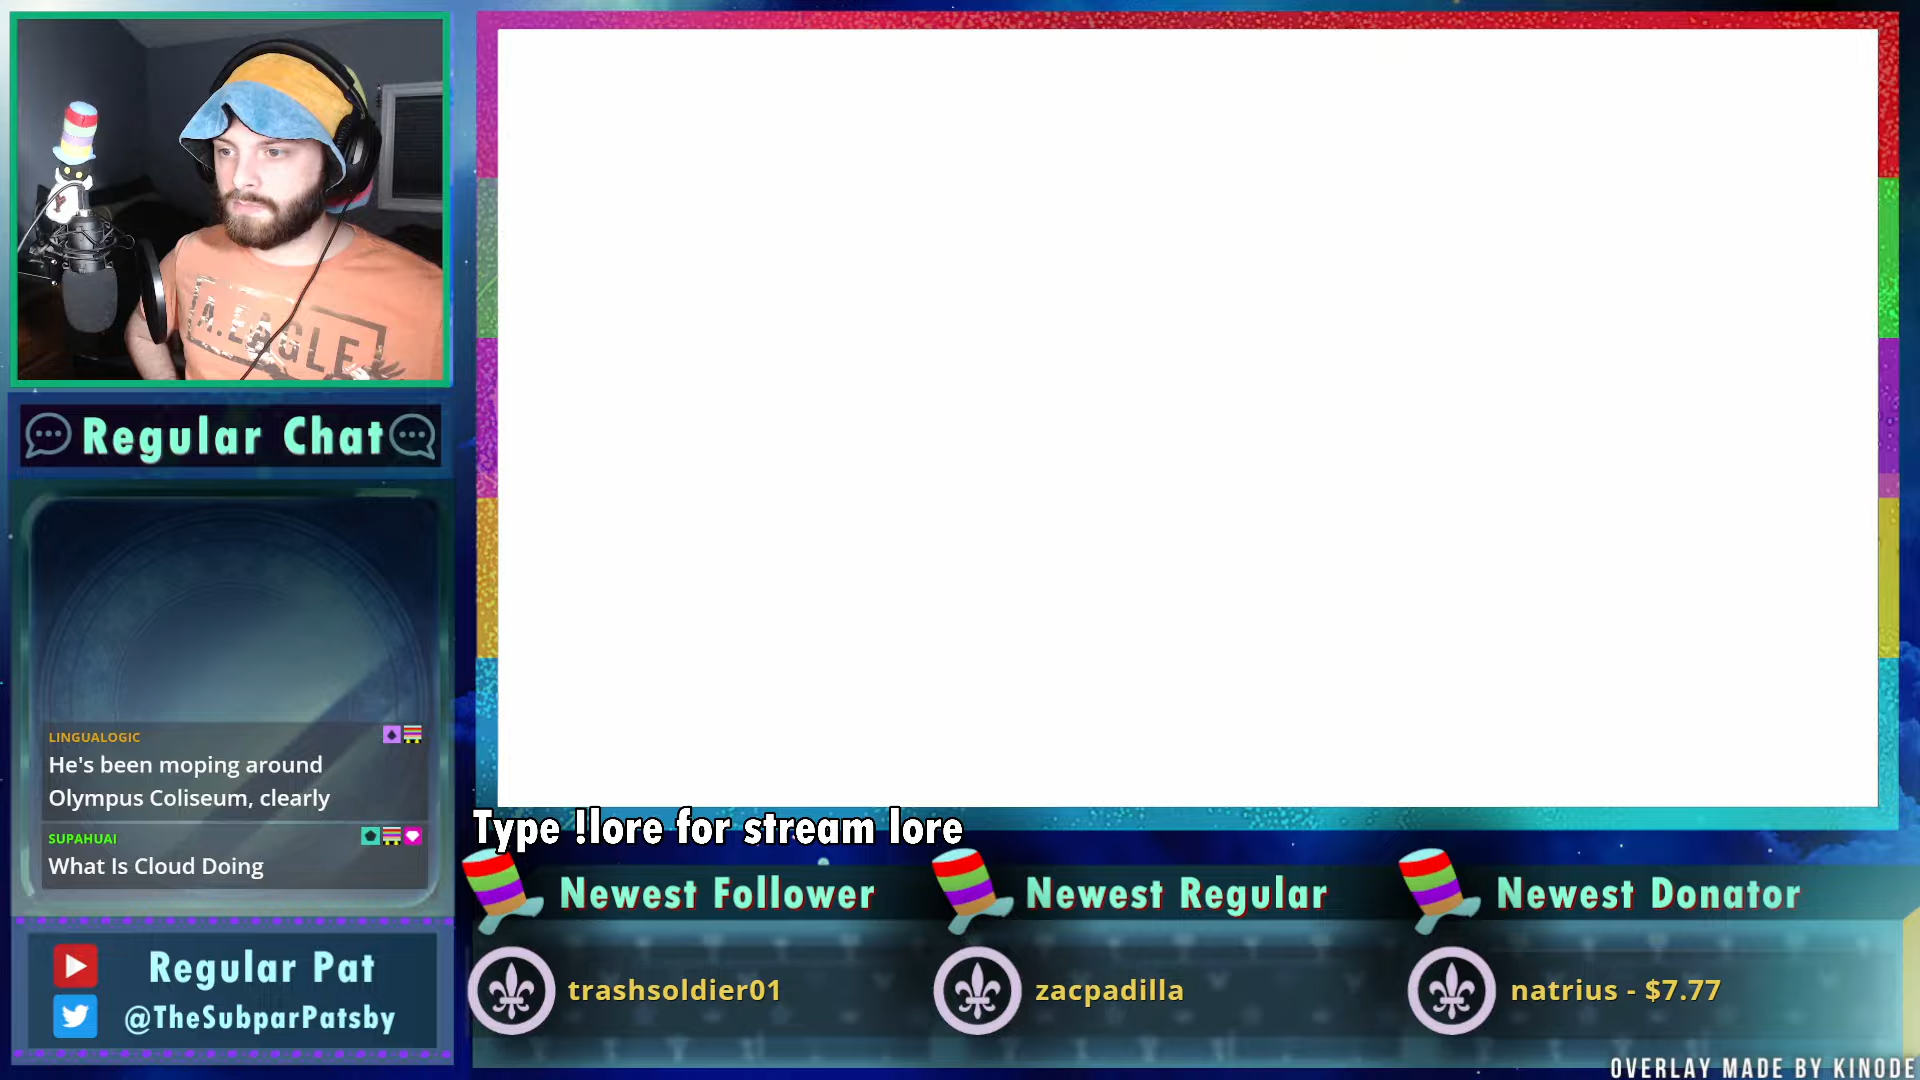 A.EAGLE
Regular Chat
LINGUALOGIC
He's been moping around
Olympus Coliseum, clearly
SUPAHUAI
What Is Cloud Doing
Regular Pat
@TheSubparPatsby
Type !lore for stream lore
Newest Follower
trashsoldier01
Newest Regular
zacpadilla
Newest Donator
natrius - $7.77
OVERLAY MADE BY KINODE